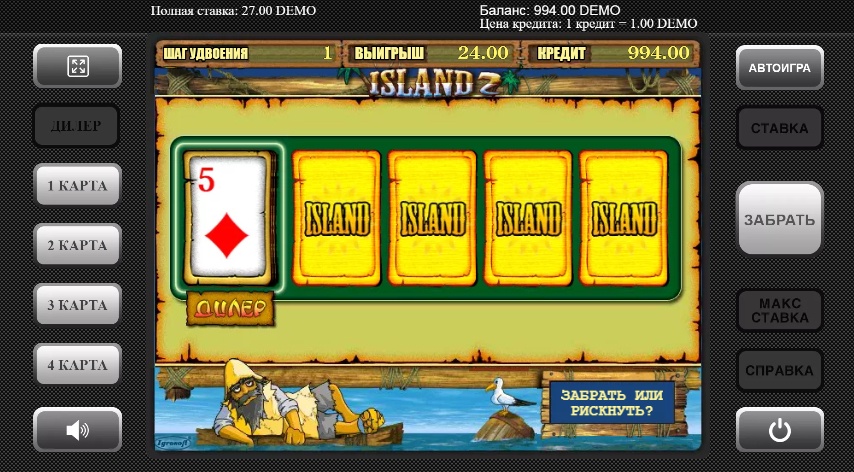 Полная ставка: 27.00 DEMO
Баланс: 994.00 DEMO
Цена кредита: 1 кредит = 1.00 DEMO
ШАГ УДВОЕНИЯ 1 ВЫИГРЫШ 24.00 КРЕДИТ 994.00
ISLAND 2
АВТОИГРА
ДИЛЕР
СТАВКА
5
1 КАРТА
ISLAND ISLAND ISLAND ISLAND
ЗАБРАТЬ
2 КАРТА
3 КАРТА
ДИЛЕР
МАКС
СТАВКА
4 КАРТА
СПРАВКА
ЗАБРАТЬ ИЛИ
РИСКНУТЬ?
Igrosoft